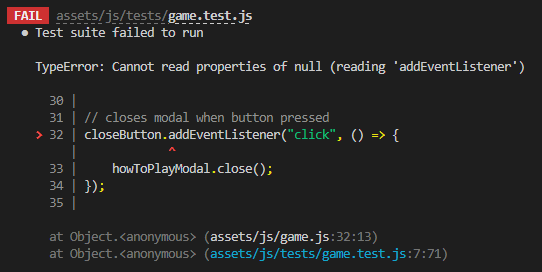 FAIL assets/js/tests/game.test.js
● Test suite failed to run
TypeError: Cannot read properties of null (reading 'addEventListener')
30 |
31 | // closes modal when button pressed
> 32 | closeButton.addEventListener("click", () => {
| ^
33 | howToPlayModal.close();
34 | });
35 |
at Object.<anonymous> (assets/js/game.js:32:13)
at Object.<anonymous> (assets/js/tests/game.test.js:7:71)